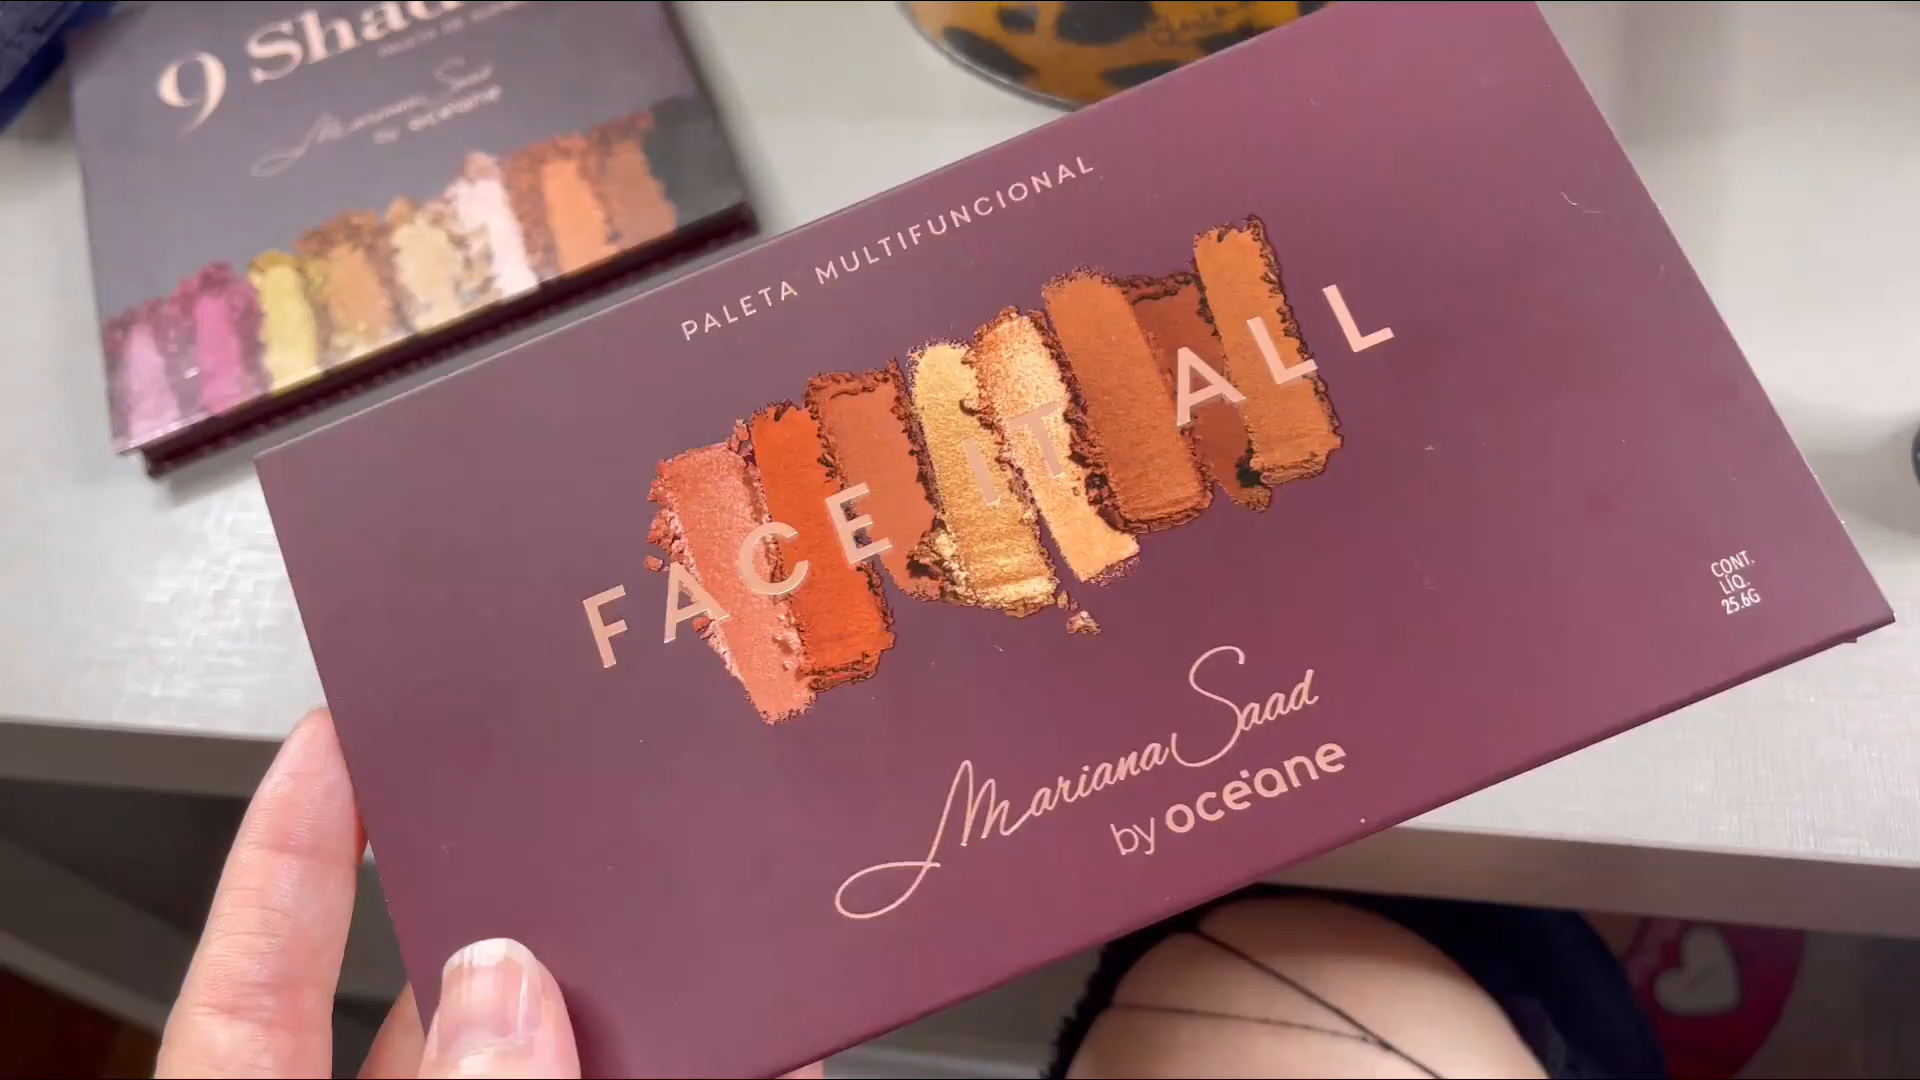 9 Shad
Mariana Saad
by océane
PALETA MULTIFUNCIONAL
FACE IT ALL
Mariana Saad
by océane
CONT.
LÍQ.
25.6G